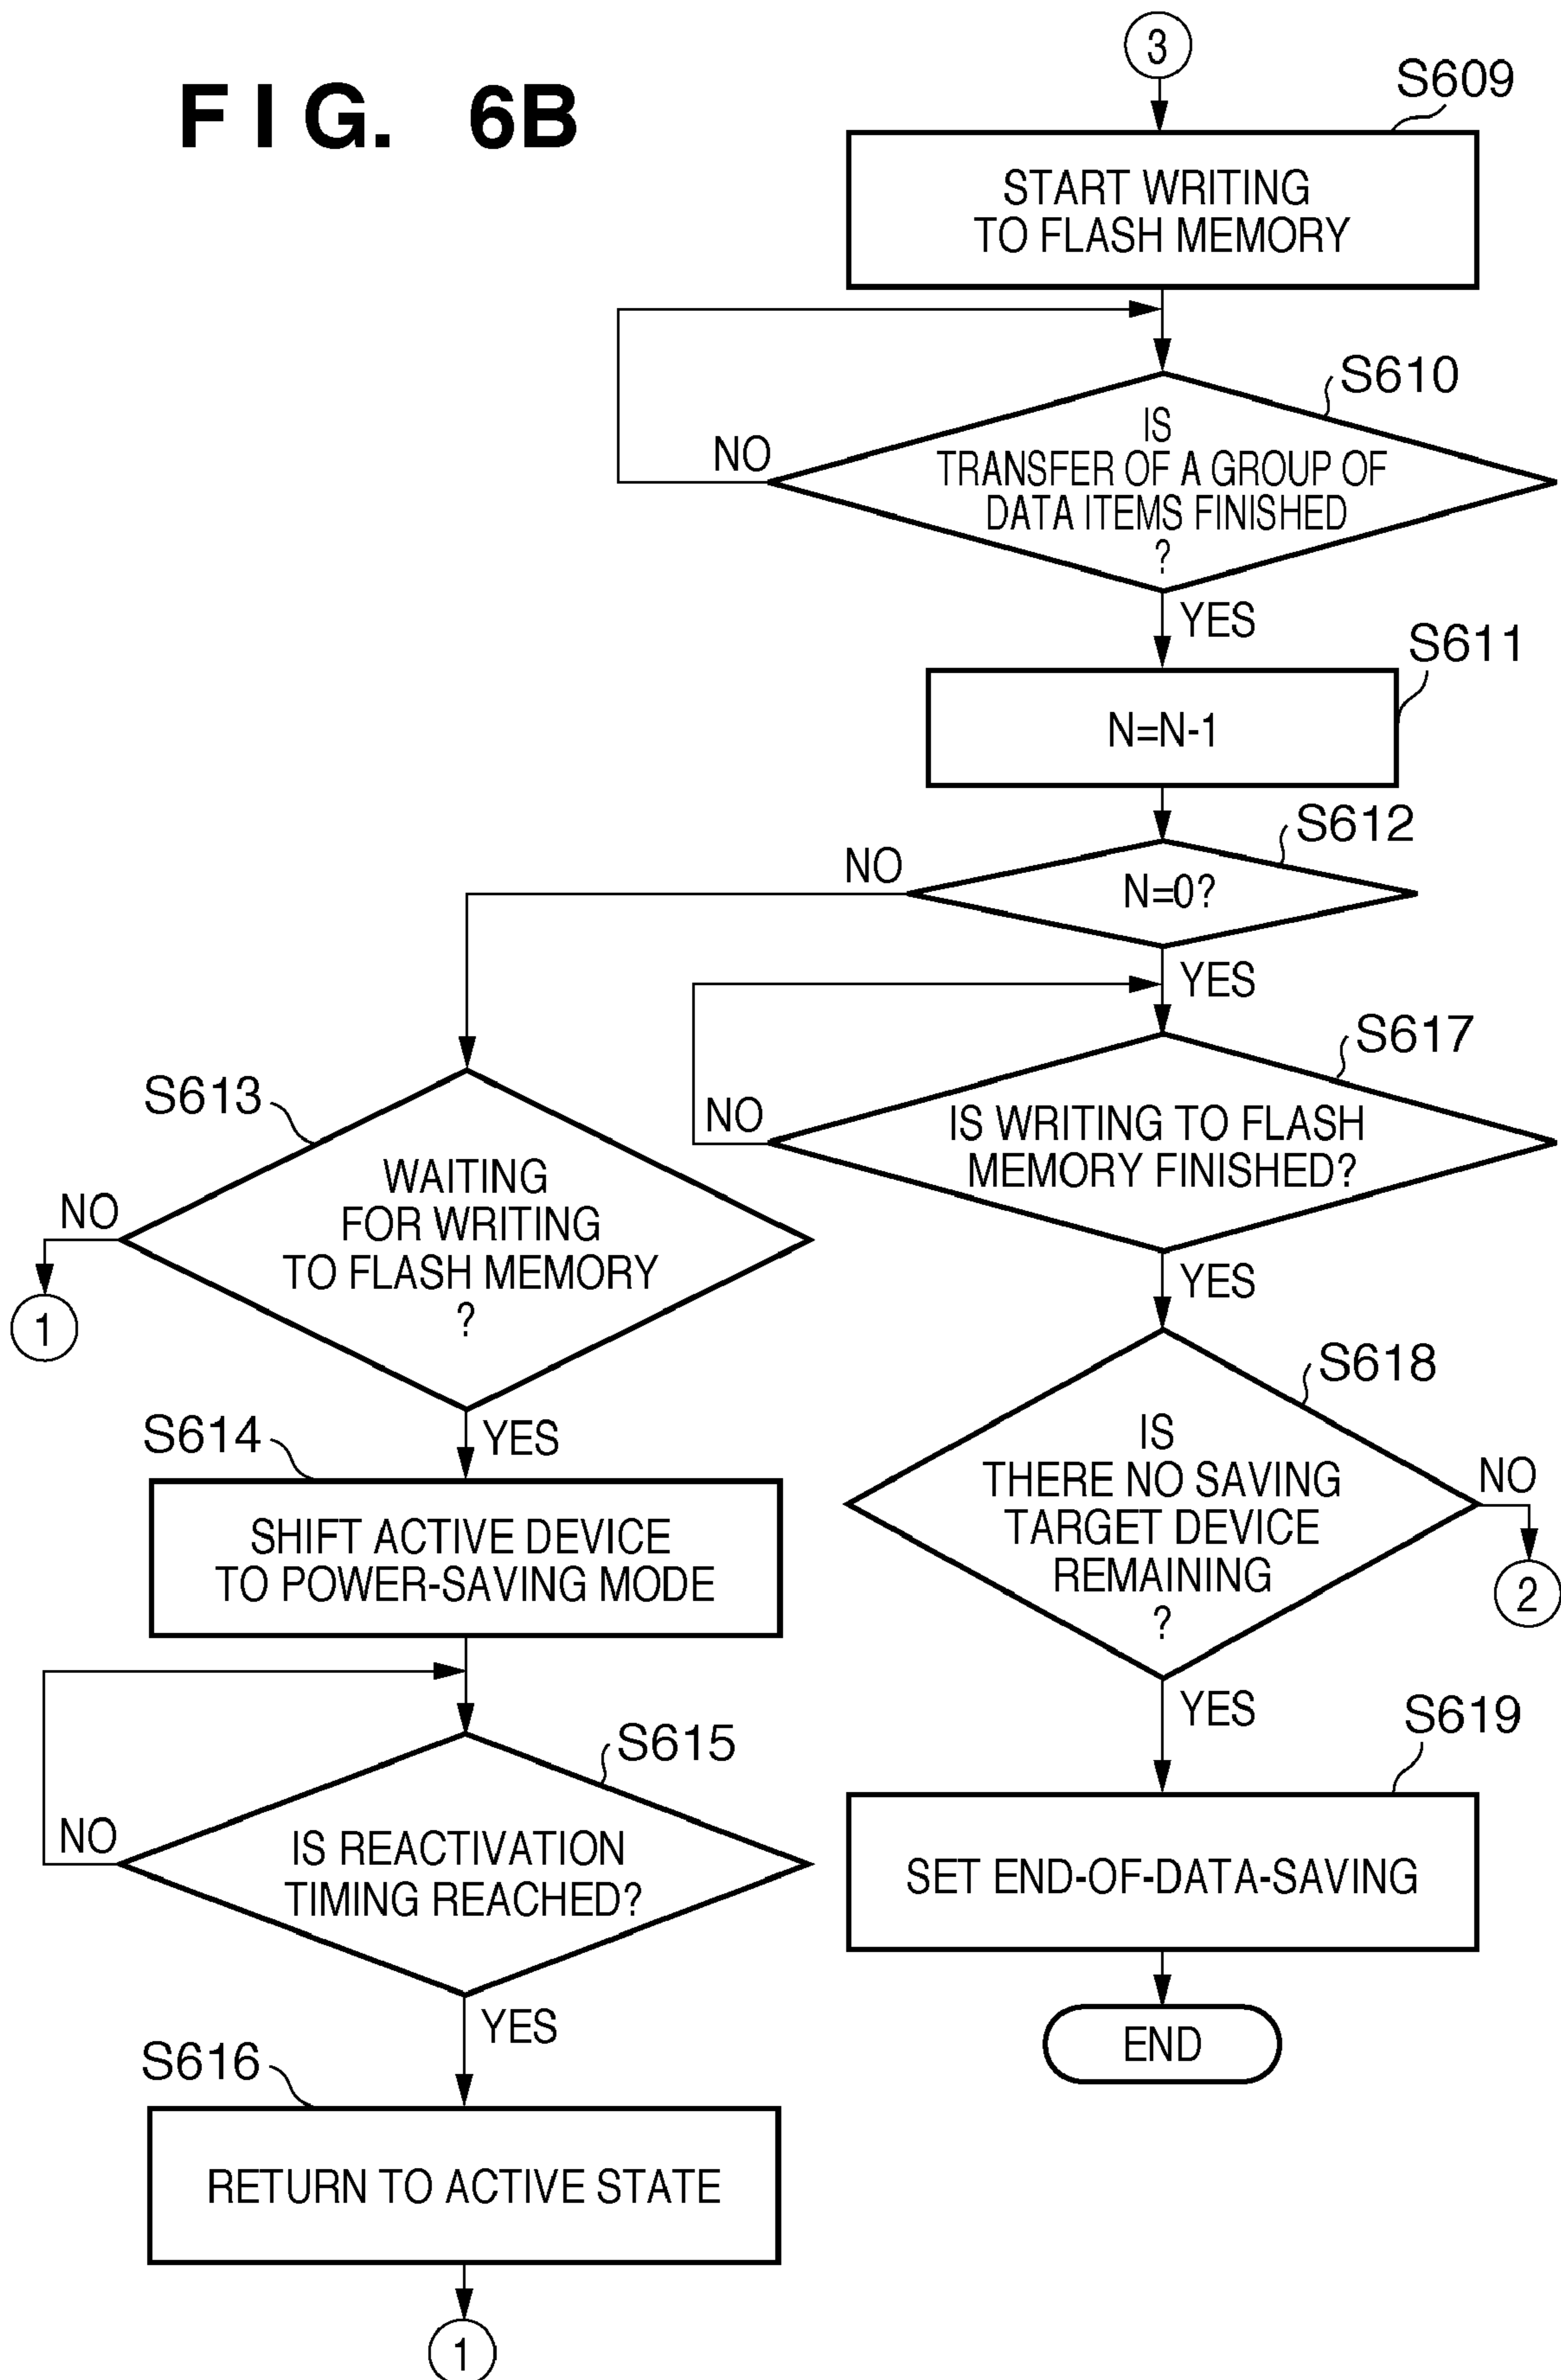 FIG. 6B
3
S609
START WRITING
TO FLASH MEMORY
S610
IS
TRANSFER OF A GROUP OF
DATA ITEMS FINISHED
?
NO
YES
S611
N=N-1
S612
N=0?
NO
YES
S617
IS WRITING TO FLASH
MEMORY FINISHED?
NO
YES
S613
WAITING
FOR WRITING
TO FLASH MEMORY
?
NO
1
YES
S618
IS
THERE NO SAVING
TARGET DEVICE
REMAINING
?
NO
2
YES
S614
SHIFT ACTIVE DEVICE
TO POWER-SAVING MODE
S615
IS REACTIVATION
TIMING REACHED?
NO
YES
S619
SET END-OF-DATA-SAVING
END
S616
RETURN TO ACTIVE STATE
1